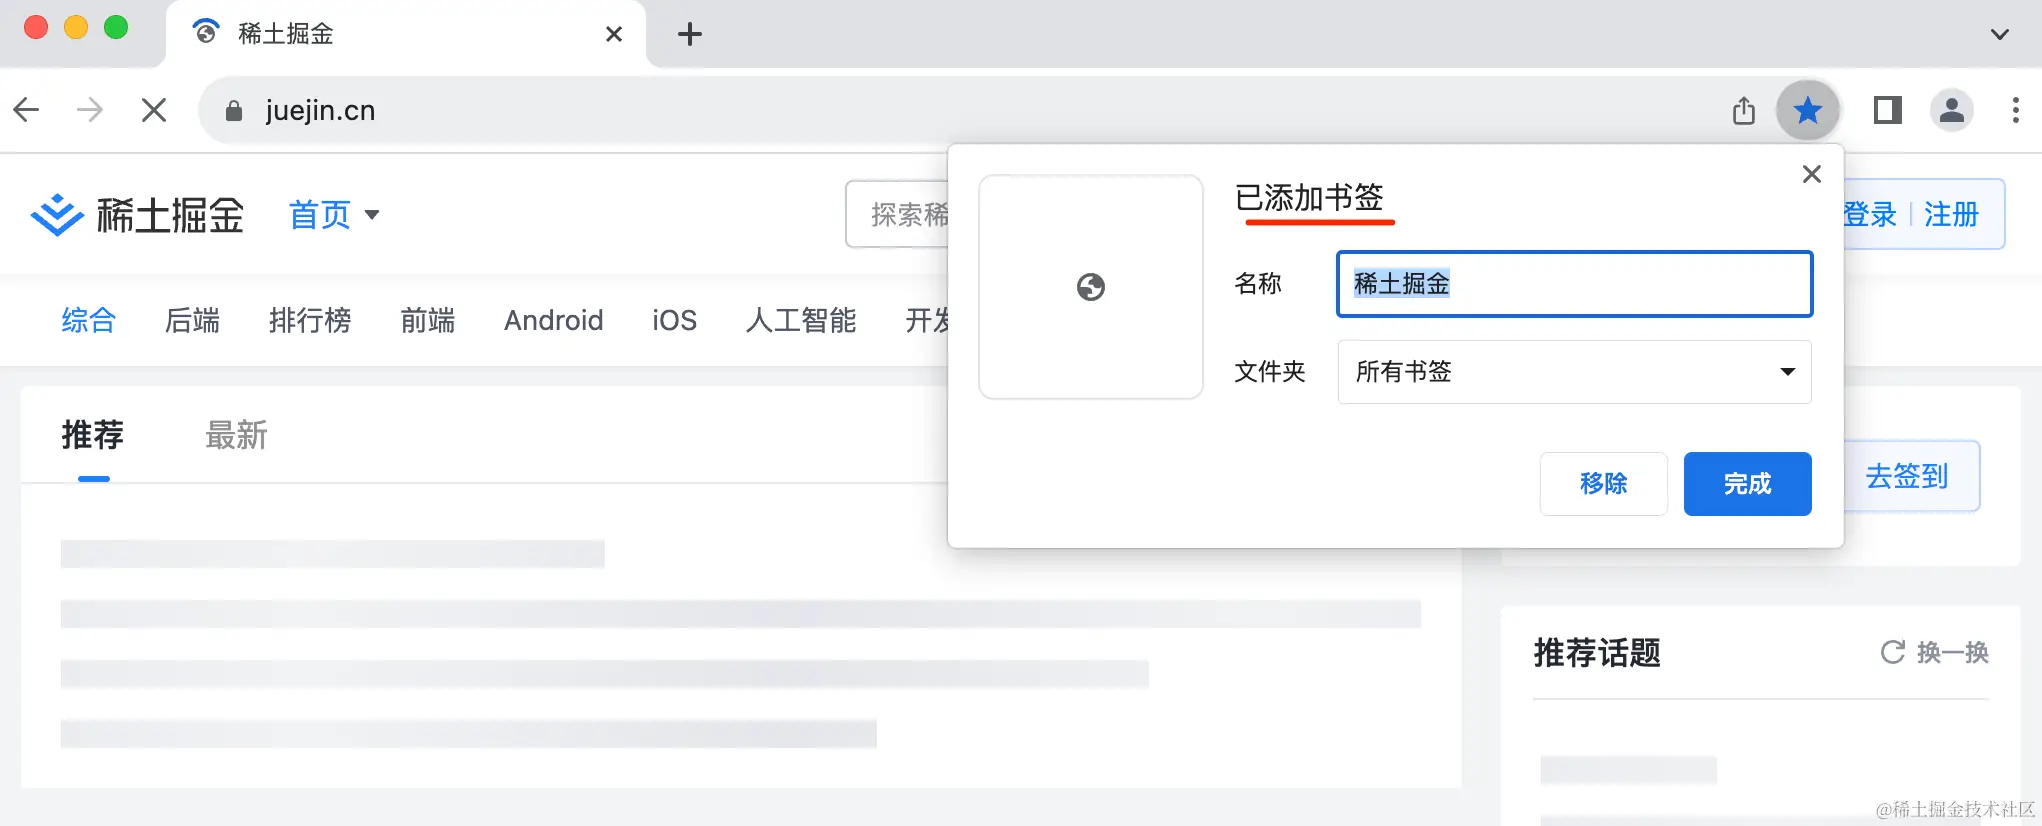 稀土掘金
juejin.cn
稀土掘金
首页
探索稀
登录
注册
已添加书签
名称
稀土掘金
文件夹
所有书签
移除
完成
综合
后端
排行榜
前端
Android
iOS
人工智能
开发
推荐
最新
去签到
推荐话题
换一换
@稀土掘金技术社区